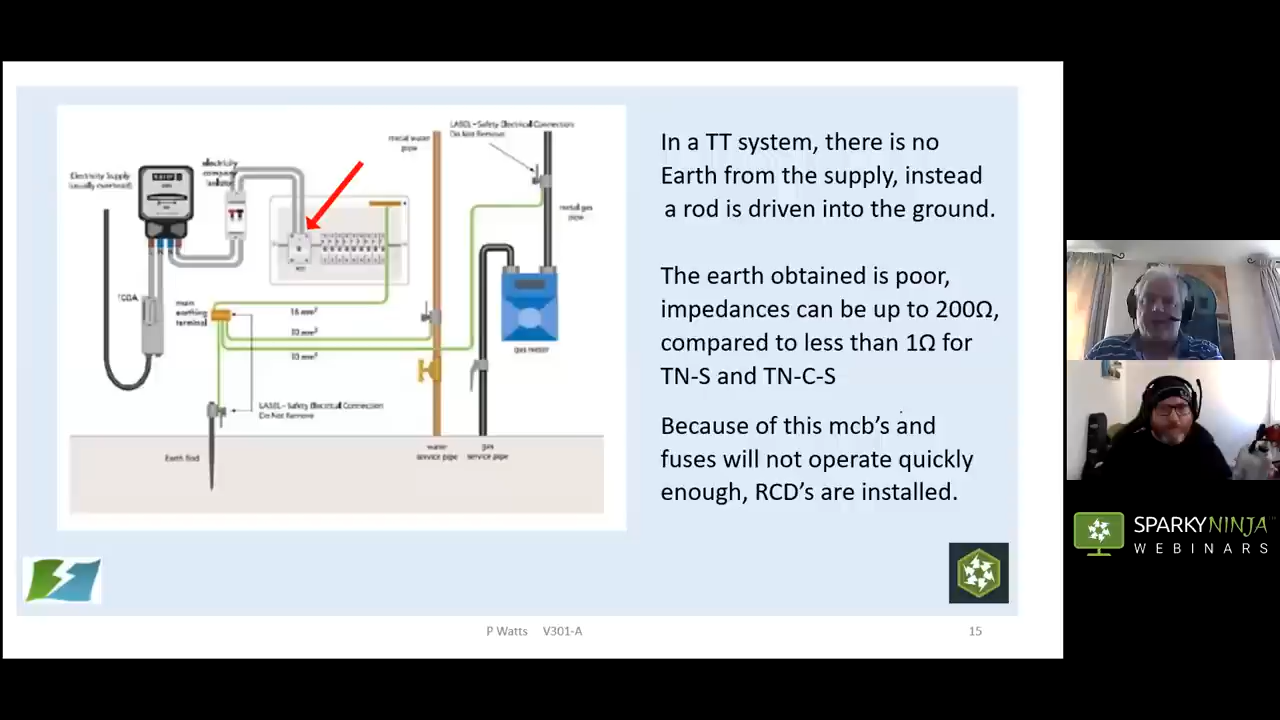 LABEL – Safety Electrical Connection
Do Not Remove
metal water
pipe
electricity
company
isolator
Electricity Supply
(usually overhead)
metal gas
pipe
main
earthing
terminal
16 mm²
10 mm²
10 mm²
gas meter
LABEL – Safety Electrical Connection
Do Not Remove
Earth Rod
water
service pipe
gas
service pipe
In a TT system, there is no
Earth from the supply, instead
a rod is driven into the ground.
The earth obtained is poor,
impedances can be up to 200Ω,
compared to less than 1Ω for
TN-S and TN-C-S
Because of this mcb’s and
fuses will not operate quickly
enough, RCD’s are installed.
P Watts V301-A
15
SPARKYNINJA
WEBINARS